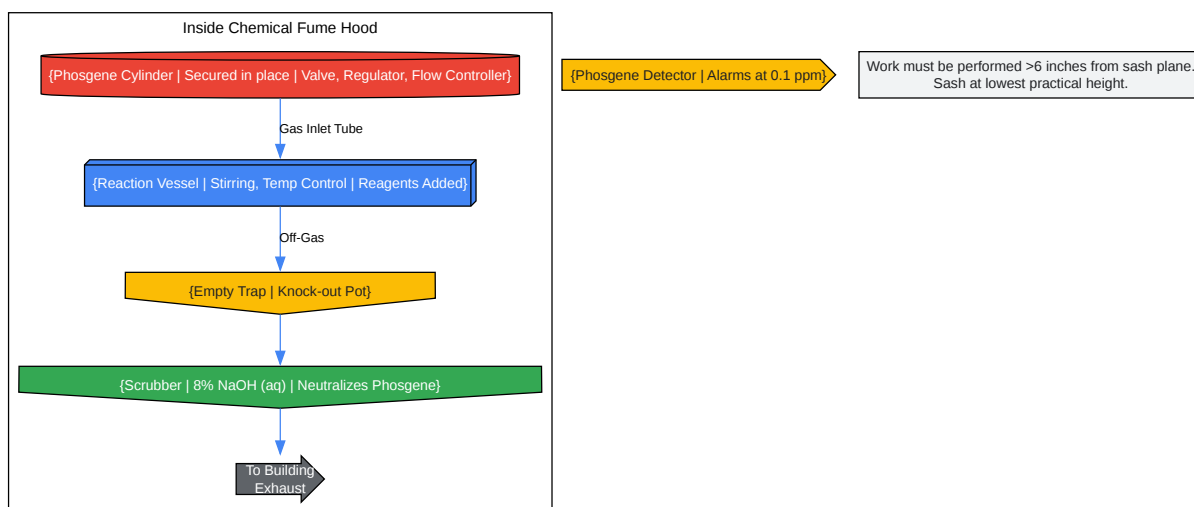 Inside Chemical Fume Hood
{Phosgene Cylinder | Secured in place | Valve, Regulator, Flow Controller}
{Phosgene Detector | Alarms at 0.1 ppm}
Work must be performed >6 inches from sash plane.
Sash at lowest practical height.
Gas Inlet Tube
{Reaction Vessel | Stirring, Temp Control | Reagents Added}
Off-Gas
{Empty Trap | Knock-out Pot}
{Scrubber | 8% NaOH (aq) | Neutralizes Phosgene}
To Building
Exhaust